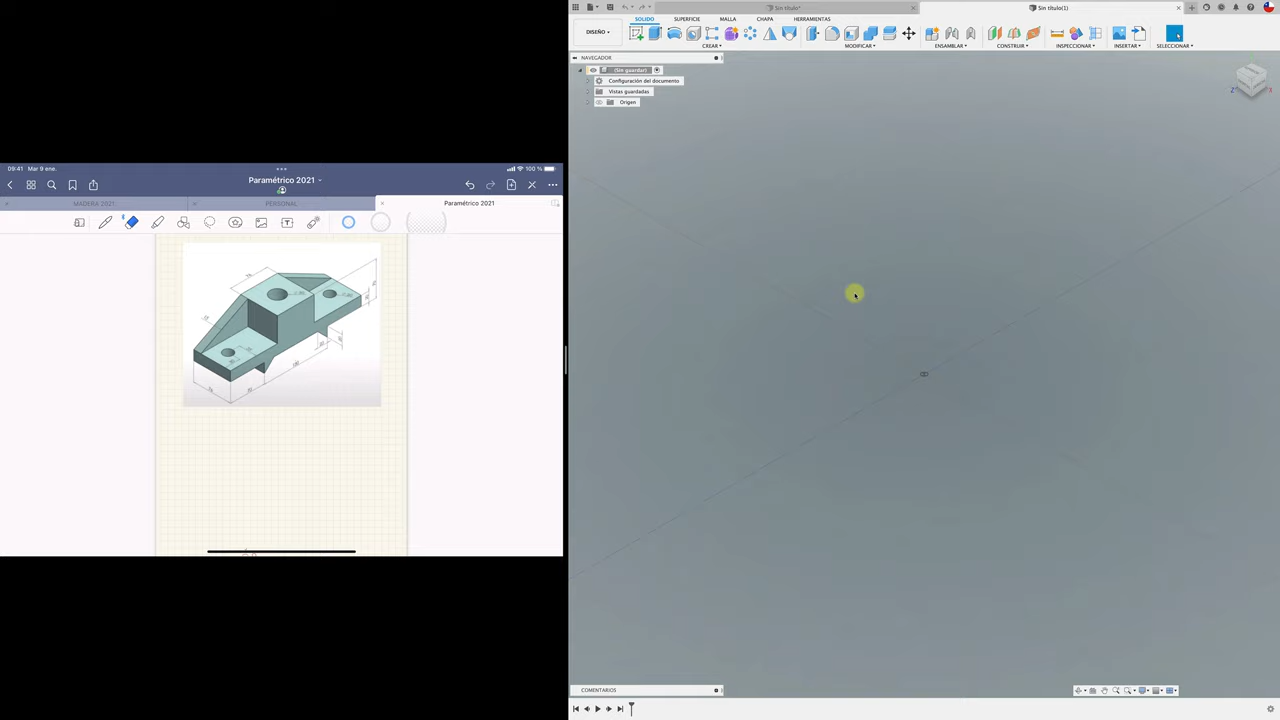 09:41 Mar 9 ene.
100 %
Paramétrico 2021
MADERA 2021.
PERSONAL
Paramétrico 2021
Sin título*
Sin título(1)
SÓLIDO
SUPERFICIE
MALLA
CHAPA
HERRAMIENTAS
DISEÑO
CREAR
MODIFICAR
ENSAMBLAR
CONSTRUIR
INSPECCIONAR
INSERTAR
SELECCIONAR
NAVEGADOR
(Sin guardar)
Configuración del documento
Vistas guardadas
Origen
COMENTARIOS